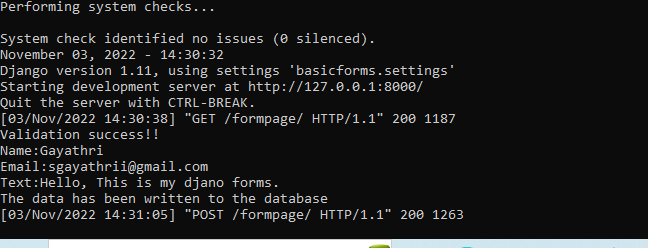 Performing system checks...
System check identified no issues (0 silenced).
November 03, 2022 - 14:30:32
Django version 1.11, using settings 'basicforms.settings'
Starting development server at http://127.0.0.1:8000/
Quit the server with CTRL-BREAK.
[03/Nov/2022 14:30:38] "GET /formpage/ HTTP/1.1" 200 1187
Validation success!!
Name:Gayathri
Email:sgayathrii@gmail.com
Text:Hello, This is my djano forms.
The data has been written to the database
[03/Nov/2022 14:31:05] "POST /formpage/ HTTP/1.1" 200 1263